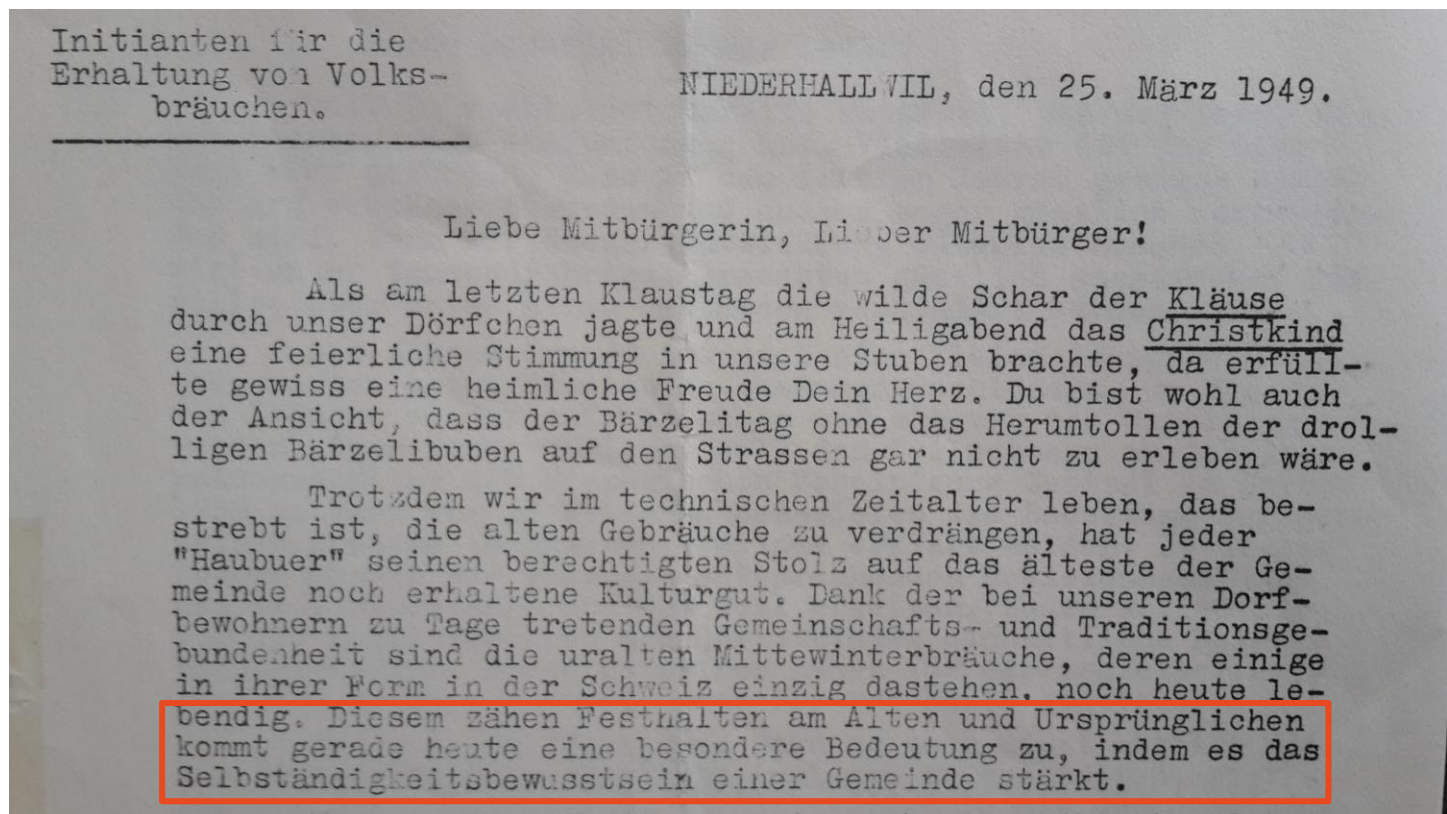 Initianten für die
Erhaltung von Volks-
bräuchen.
NIEDERHALLWIL, den 25. März 1949.
Liebe Mitbürgerin, Lieber Mitbürger!
Als am letzten Klaustag die wilde Schar der Kläuse
durch unser Dörfchen jagte und am Heiligabend das Christkind
eine feierliche Stimmung in unsere Stuben brachte, da erfüll-
te gewiss eine heimliche Freude Dein Herz. Du bist wohl auch
der Ansicht, dass der Bärzelitag ohne das Herumtollen der drol-
ligen Bärzelibuben auf den Strassen gar nicht zu erleben wäre.
Trotzdem wir im technischen Zeitalter leben, das be-
strebt ist, die alten Gebräuche zu verdrängen, hat jeder
"Haubuer" seinen berechtigten Stolz auf das älteste der Ge-
meinde noch erhaltene Kulturgut. Dank der bei unseren Dorf-
bewohnern zu Tage tretenden Gemeinschafts- und Traditionsge-
bundenheit sind die uralten Mittewinterbräuche, deren einige
in ihrer Form in der Schweiz einzig dastehen, noch heute le-
bendig. Diesem zähen Festhalten am Alten und Ursprünglichen
kommt gerade heute eine besondere Bedeutung zu, indem es das
Selbständigkeitsbewusstsein einer Gemeinde stärkt.